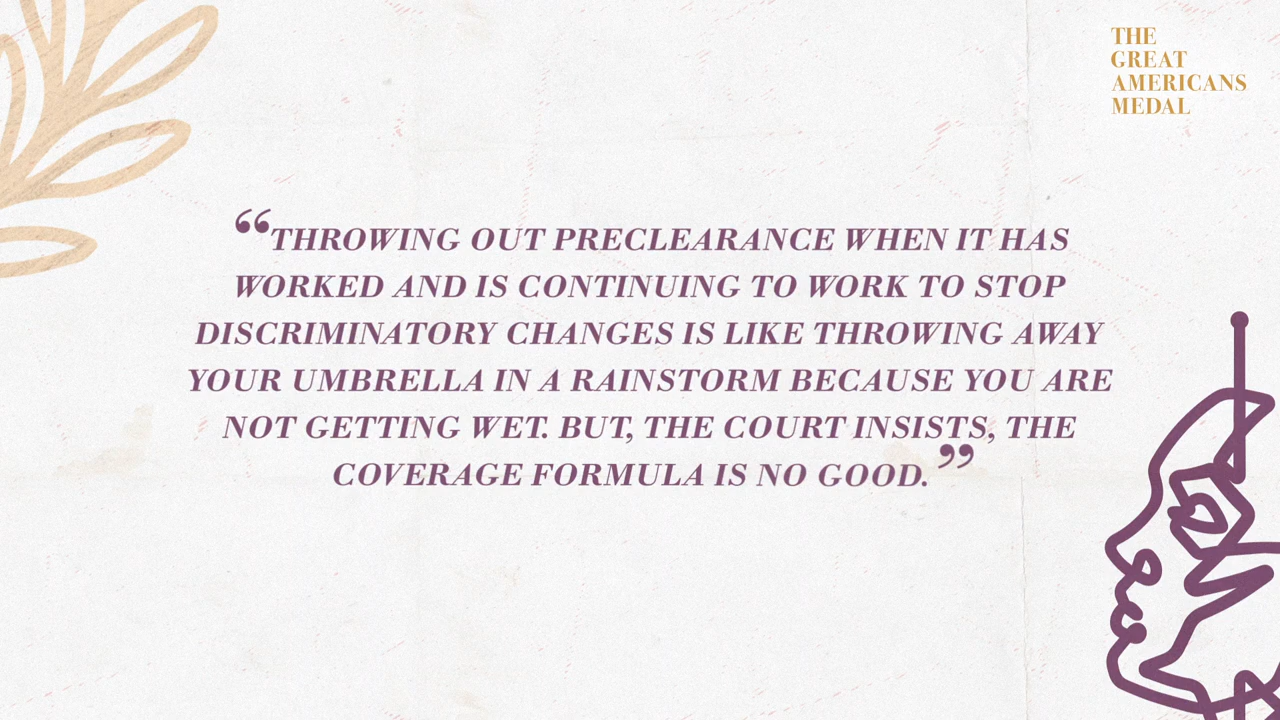 THE
GREAT
AMERICANS
MEDAL
“THROWING OUT PRECLEARANCE WHEN IT HAS
WORKED AND IS CONTINUING TO WORK TO STOP
DISCRIMINATORY CHANGES IS LIKE THROWING AWAY
YOUR UMBRELLA IN A RAINSTORM BECAUSE YOU ARE
NOT GETTING WET. BUT, THE COURT INSISTS, THE
COVERAGE FORMULA IS NO GOOD.”